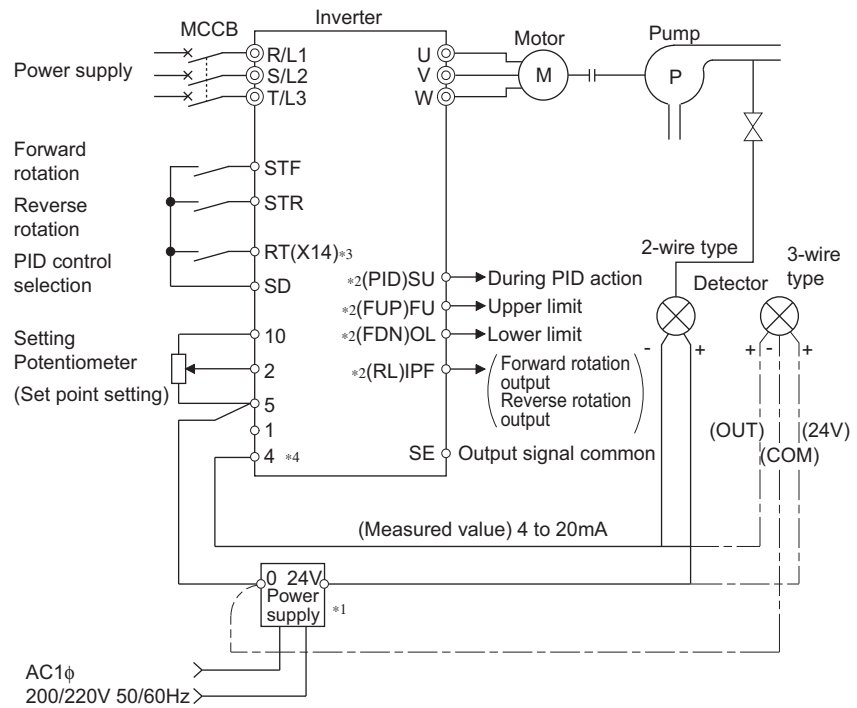 Inverter
MCCB
Motor
Pump
Power supply
R/L1
S/L2
T/L3
U
V
W
M
P
Forward
rotation
Reverse
rotation
PID control
selection
STF
STR
RT(X14)*3
SD
2-wire type
3-wire
type
Detector
*2(PID)SU
During PID action
*2(FUP)FU
Upper limit
*2(FDN)OL
Lower limit
*2(RL)IPF
Forward rotation
output
Reverse rotation
output
- +
+ - +
Setting
Potentiometer
(Set point setting)
10
2
5
1
4 *4
SE
Output signal common
(OUT)
(24V)
(COM)
(Measured value) 4 to 20mA
0 24V
Power
supply
*1
AC1ϕ
200/220V 50/60Hz